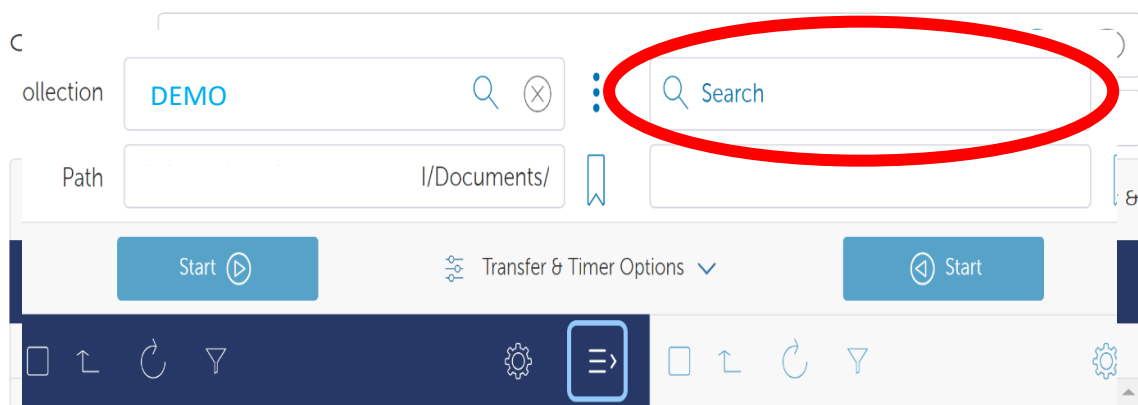 C
ollection DEMO Search
Path l/Documents/
&
Start Transfer & Timer Options Start